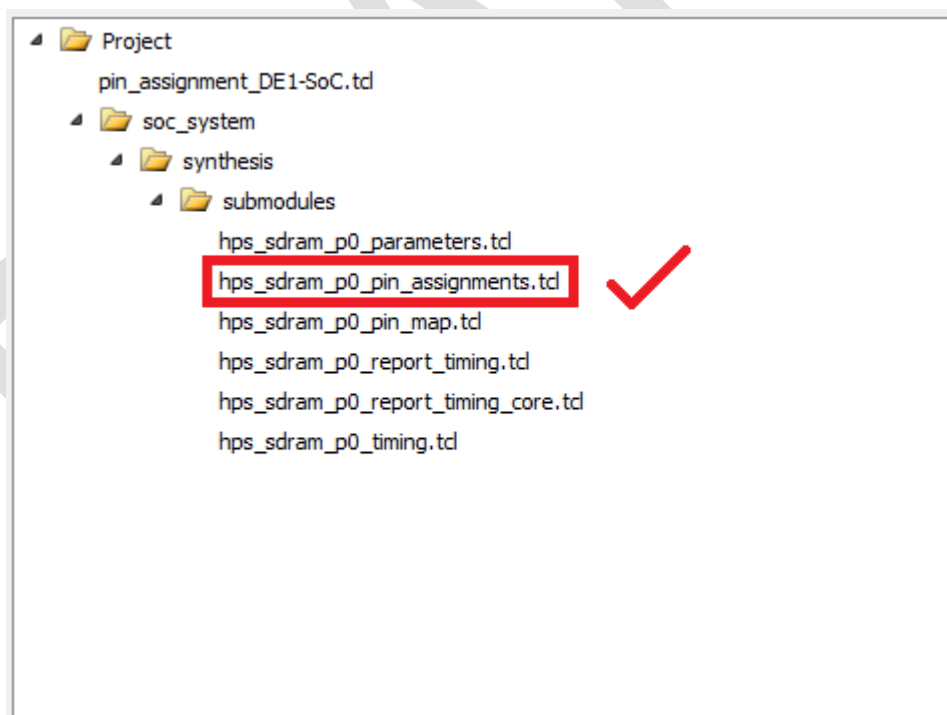 Project
pin_assignment_DE1-SoC.tcl
soc_system
synthesis
submodules
hps_sdram_p0_parameters.tcl
hps_sdram_p0_pin_assignments.tcl
hps_sdram_p0_pin_map.tcl
hps_sdram_p0_report_timing.tcl
hps_sdram_p0_report_timing_core.tcl
hps_sdram_p0_timing.tcl